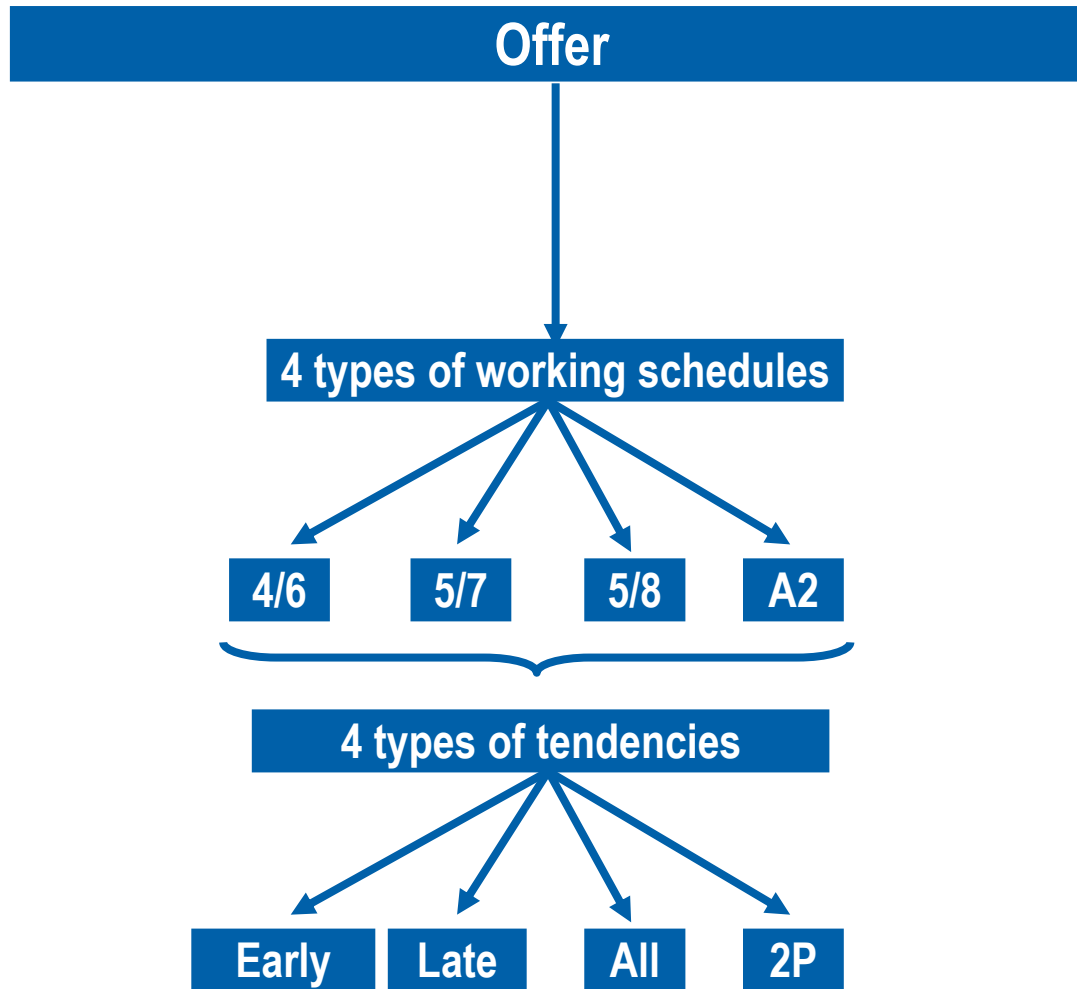 Offer
4 types of working schedules
4/6 5/7 5/8 A2
4 types of tendencies
Early Late All 2P